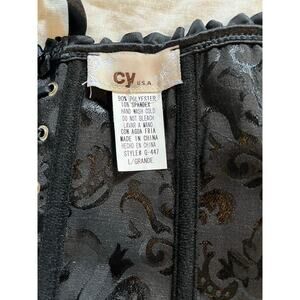 cy U.S.A.
90% POLYESTER
10% SPANDEX
HAND WASH COLD
DO NOT BLEACH
LAVAR A MANO
CON AGUA FRIA
MADE IN CHINA
HECHO EN CHINA
STYLE# G-447
L/GRANDE